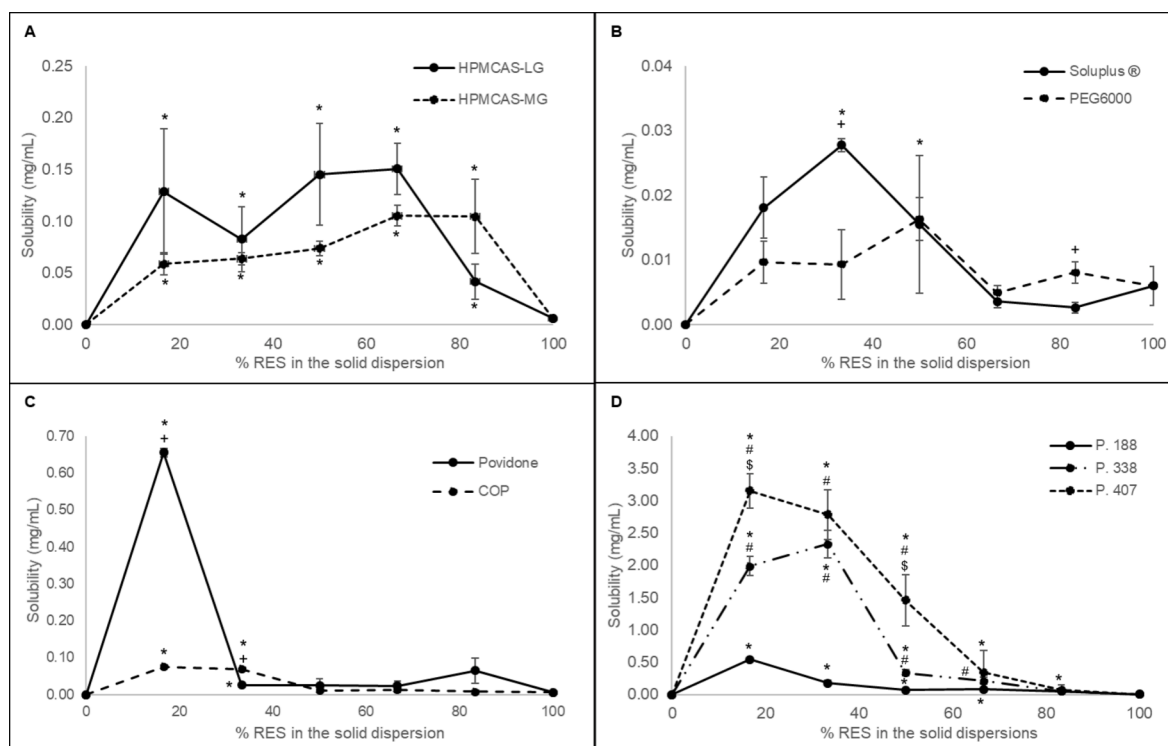 A
0.25
0.20
0.15
0.10
0.05
0.00
Solubility (mg/mL)
HPMCAS-LG
HPMCAS-MG
*
*
*
*
*
*
*
*
*
*
0 20 40 60 80 100
% RES in the solid dispersion
B
0.04
0.03
0.02
0.01
0.00
Solubility (mg/mL)
Soluplus ®
PEG6000
*
+
*
+
0 20 40 60 80 100
% RES in the solid dispersion
C
0.70
0.60
0.50
0.40
0.30
0.20
0.10
0.00
Solubility (mg/mL)
Povidone
COP
*
+
*
*
+
*
0 20 40 60 80 100
% RES in the solid dispersion
D
4.00
3.50
3.00
2.50
2.00
1.50
1.00
0.50
0.00
Solubility (mg/mL)
P. 188
P. 338
P. 407
*
#
$
*
#
*
#
*
#
*
#
$
*
#
*
*
*
*
#
*
*
0 20 40 60 80 100
% RES in the solid dispersions